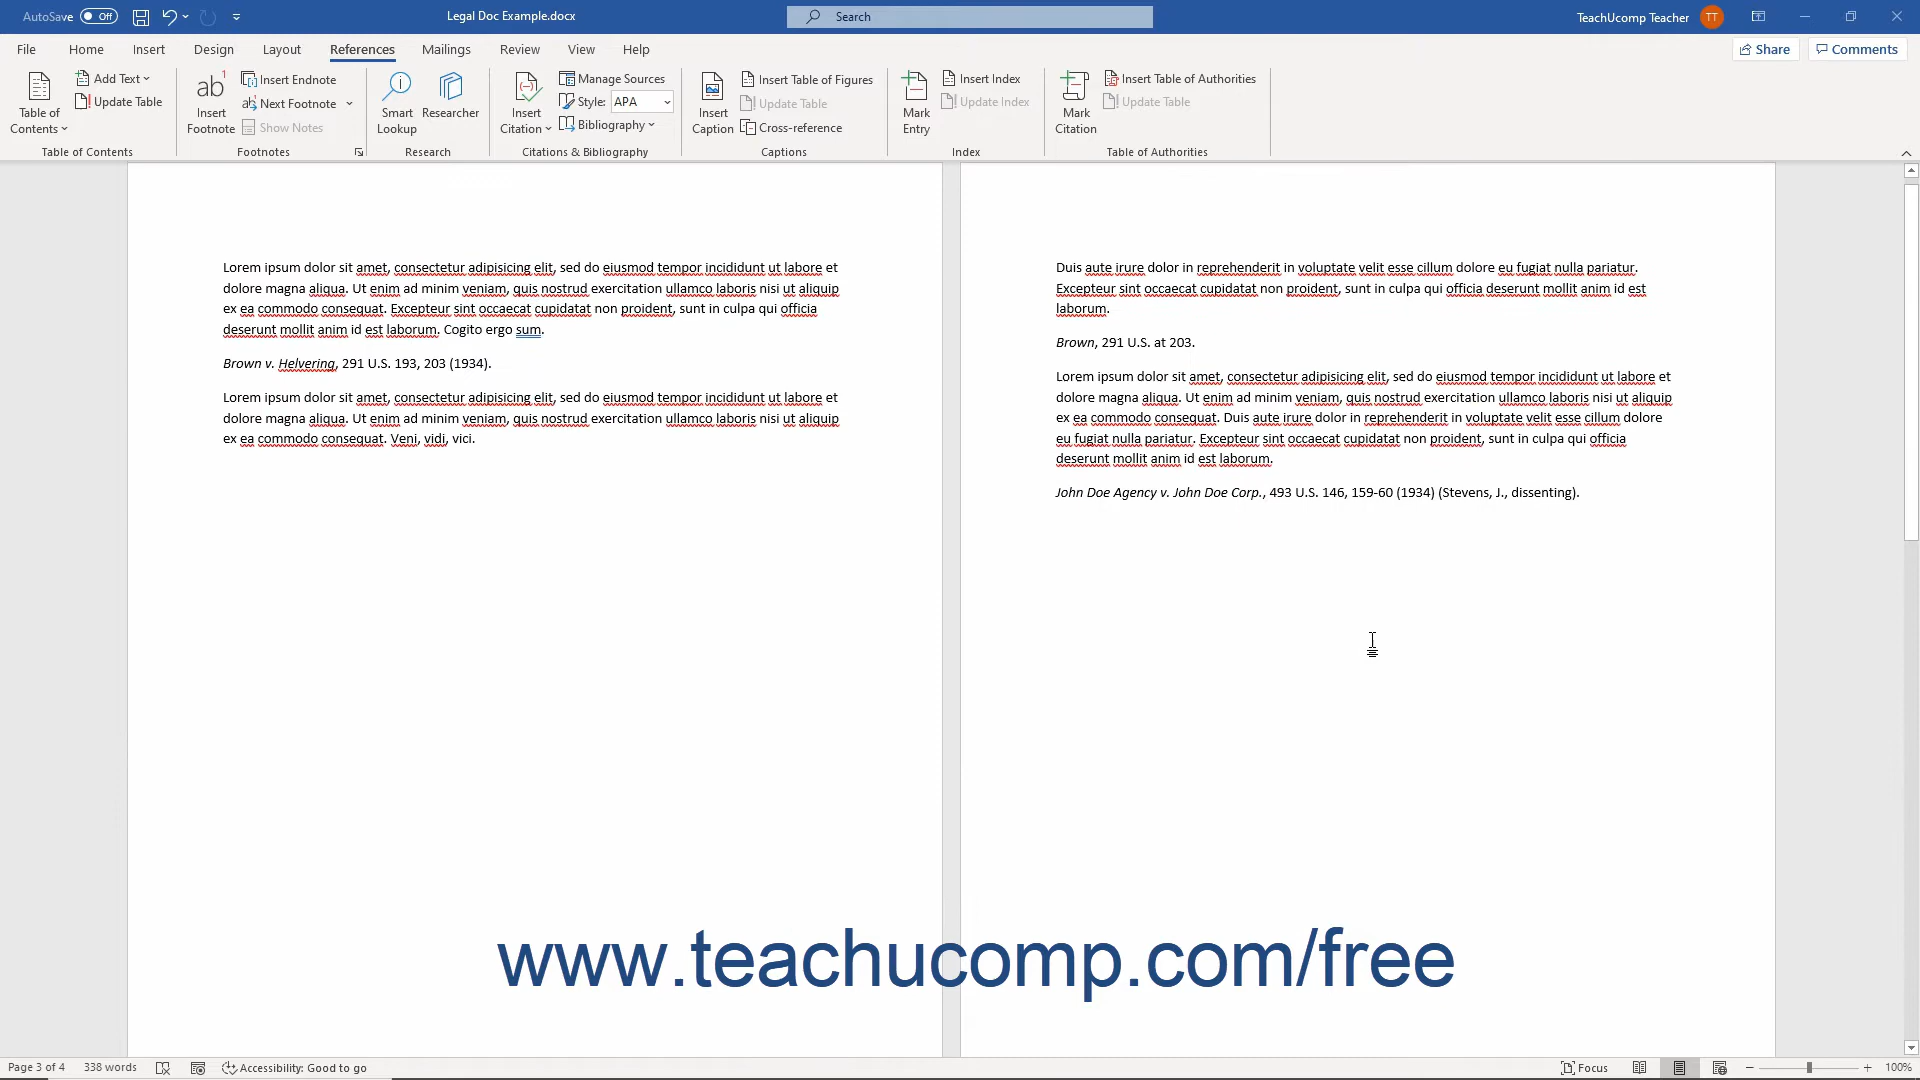 AutoSave Off
Legal Doc Example.docx
Search
TeachUcomp Teacher TT
File Home Insert Design Layout References Mailings Review View Help
Share Comments
Table of Contents
Add Text
Update Table
Table of Contents
ab 1
Insert Footnote
Insert Endnote
Next Footnote
Show Notes
Footnotes
Smart Lookup
Researcher
Research
Insert Citation
Manage Sources
Style: APA
Bibliography
Citations & Bibliography
Insert Caption
Insert Table of Figures
Update Table
Cross-reference
Captions
Mark Entry
Insert Index
Update Index
Index
Mark Citation
Insert Table of Authorities
Update Table
Table of Authorities
Lorem ipsum dolor sit amet, consectetur adipisicing elit, sed do eiusmod tempor incididunt ut labore et
dolore magna aliqua. Ut enim ad minim veniam, quis nostrud exercitation ullamco laboris nisi ut aliquip
ex ea commodo consequat. Excepteur sint occaecat cupidatat non proident, sunt in culpa qui officia
deserunt mollit anim id est laborum. Cogito ergo sum.
Brown v. Helvering, 291 U.S. 193, 203 (1934).
Lorem ipsum dolor sit amet, consectetur adipisicing elit, sed do eiusmod tempor incididunt ut labore et
dolore magna aliqua. Ut enim ad minim veniam, quis nostrud exercitation ullamco laboris nisi ut aliquip
ex ea commodo consequat. Veni, vidi, vici.
Duis aute irure dolor in reprehenderit in voluptate velit esse cillum dolore eu fugiat nulla pariatur.
Excepteur sint occaecat cupidatat non proident, sunt in culpa qui officia deserunt mollit anim id est
laborum.
Brown, 291 U.S. at 203.
Lorem ipsum dolor sit amet, consectetur adipisicing elit, sed do eiusmod tempor incididunt ut labore et
dolore magna aliqua. Ut enim ad minim veniam, quis nostrud exercitation ullamco laboris nisi ut aliquip
ex ea commodo consequat. Duis aute irure dolor in reprehenderit in voluptate velit esse cillum dolore
eu fugiat nulla pariatur. Excepteur sint occaecat cupidatat non proident, sunt in culpa qui officia
deserunt mollit anim id est laborum.
John Doe Agency v. John Doe Corp., 493 U.S. 146, 159-60 (1934) (Stevens, J., dissenting).
www.teachucomp.com/free
Page 3 of 4 338 words Accessibility: Good to go Focus 100%